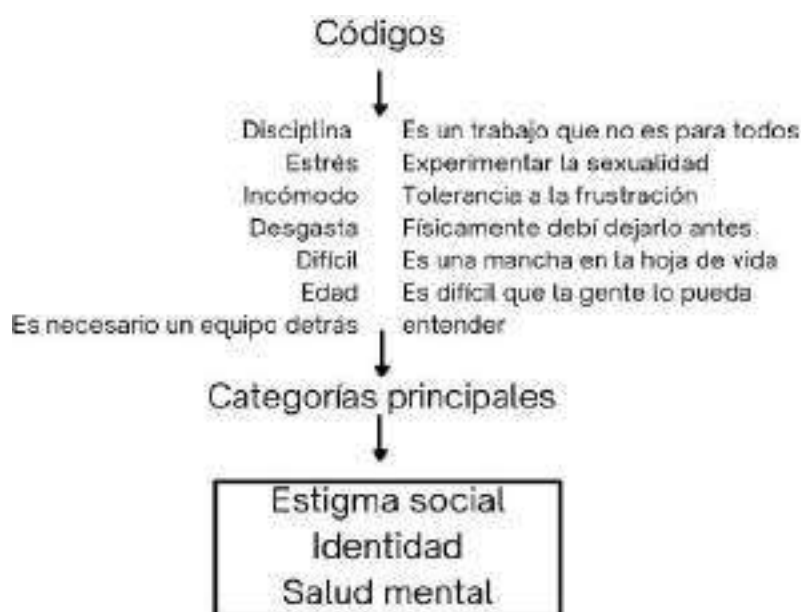 Códigos
Disciplina
Estrés
Incómodo
Desgasta
Difícil
Edad
Es necesario un equipo detrás
Es un trabajo que no es para todos
Experimentar la sexualidad
Tolerancia a la frustración
Físicamente debí dejarlo antes
Es una mancha en la hoja de vida
Es difícil que la gente lo pueda
entender
Categorías principales
Estigma social
Identidad
Salud mental